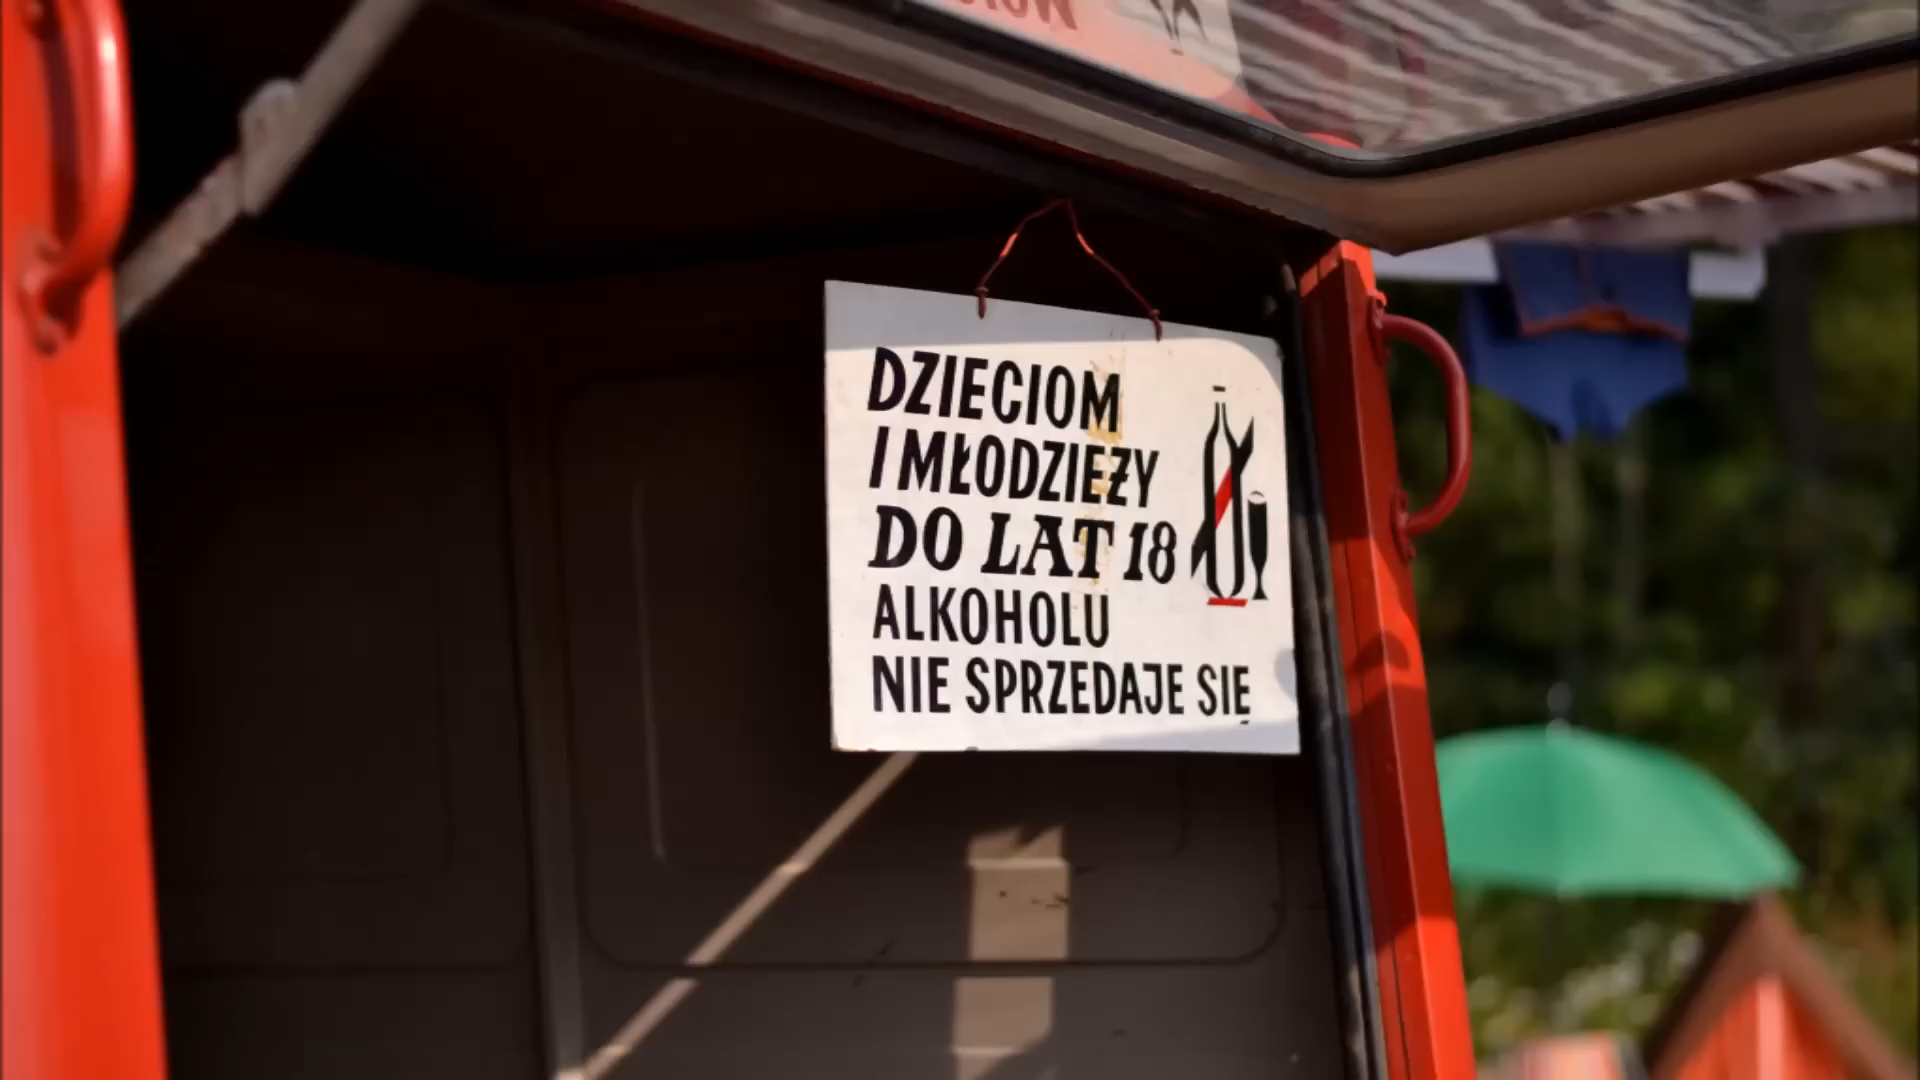 DZIECIOM
I MŁODZIEŻY
DO LAT 18
ALKOHOLU
NIE SPRZEDAJE SIĘ